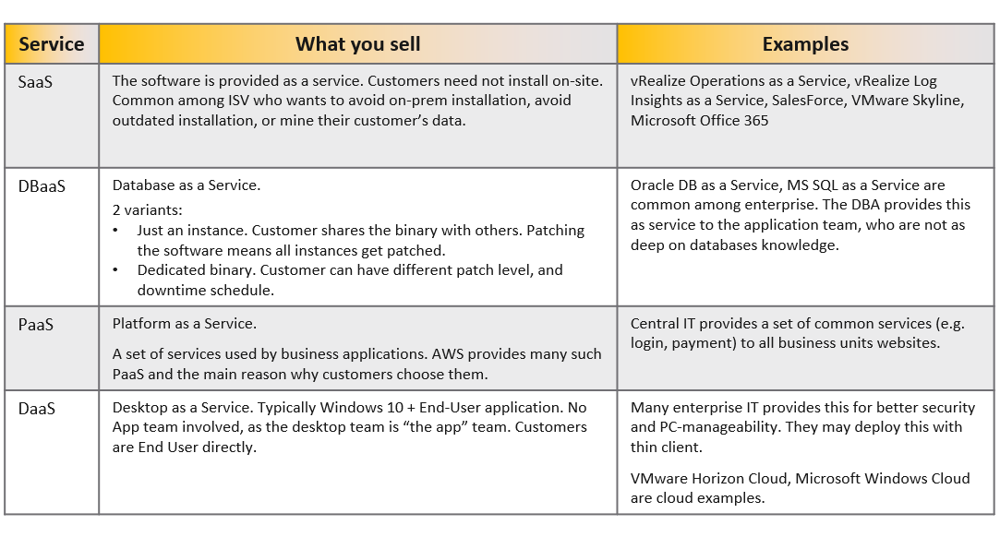 Service
What you sell
Examples
SaaS
The software is provided as a service. Customers need not install on-site.
Common among ISV who wants to avoid on-prem installation, avoid
outdated installation, or mine their customer’s data.
vRealize Operations as a Service, vRealize Log
Insights as a Service, SalesForce, VMware Skyline,
Microsoft Office 365
DBaaS
Database as a Service.
2 variants:
• Just an instance. Customer shares the binary with others. Patching
the software means all instances get patched.
• Dedicated binary. Customer can have different patch level, and
downtime schedule.
Oracle DB as a Service, MS SQL as a Service are
common among enterprise. The DBA provides this
as service to the application team, who are not as
deep on databases knowledge.
PaaS
Platform as a Service.
A set of services used by business applications. AWS provides many such
PaaS and the main reason why customers choose them.
Central IT provides a set of common services (e.g.
login, payment) to all business units websites.
DaaS
Desktop as a Service. Typically Windows 10 + End-User application. No
App team involved, as the desktop team is “the app” team. Customers
are End User directly.
Many enterprise IT provides this for better security
and PC-manageability. They may deploy this with
thin client.
VMware Horizon Cloud, Microsoft Windows Cloud
are cloud examples.